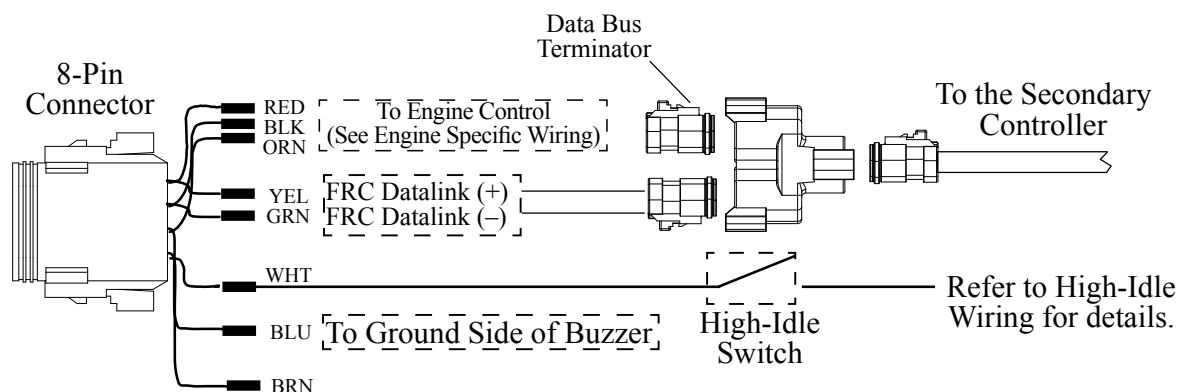 Data Bus
Terminator
8-Pin
Connector
RED
BLK
ORN
To Engine Control
(See Engine Specific Wiring)
To the Secondary
Controller
YEL
GRN
FRC Datalink (+)
FRC Datalink (–)
WHT
High-Idle
Switch
Refer to High-Idle
Wiring for details.
BLU
To Ground Side of Buzzer
BRN